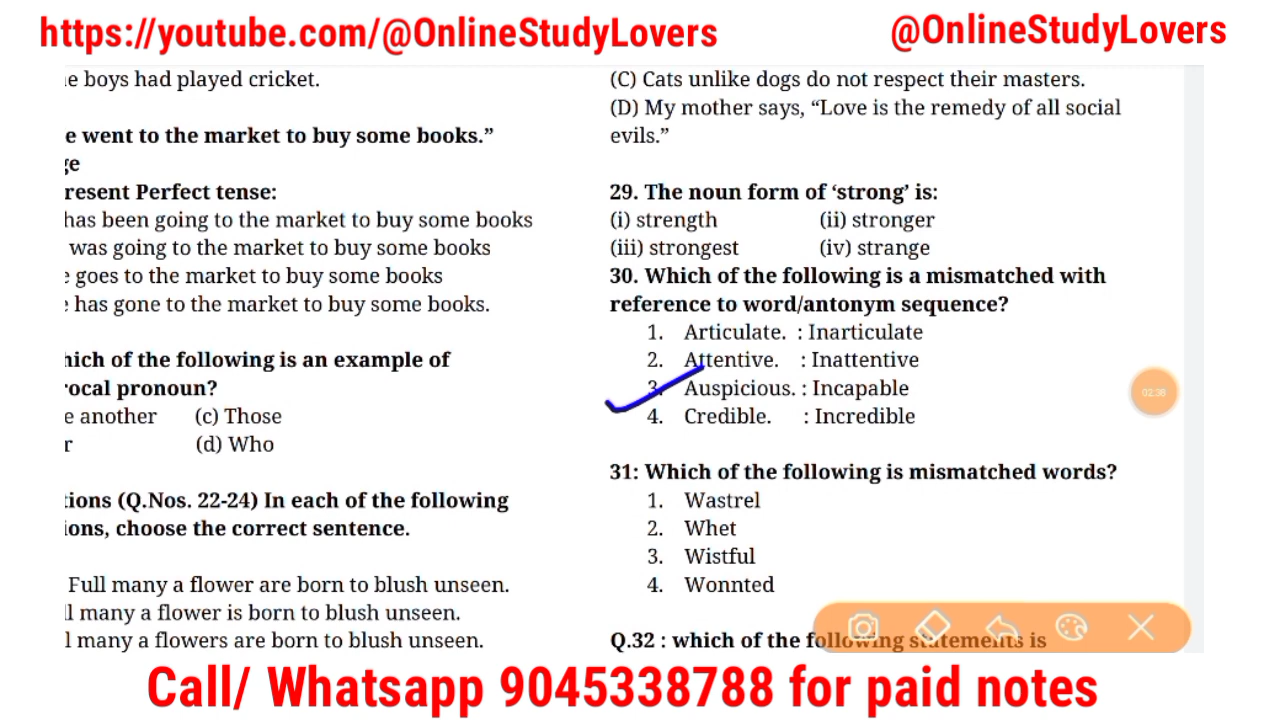 https://youtube.com/@OnlineStudyLovers
@OnlineStudyLovers
e boys had played cricket.
e went to the market to buy some books.”
ge
resent Perfect tense:
has been going to the market to buy some books
was going to the market to buy some books
e goes to the market to buy some books
has gone to the market to buy some books.
hich of the following is an example of
rocal pronoun?
e another (c) Those
r (d) Who
tions (Q.Nos. 22-24) In each of the following
ions, choose the correct sentence.
Full many a flower are born to blush unseen.
l many a flower is born to blush unseen.
l many a flowers are born to blush unseen.
(C) Cats unlike dogs do not respect their masters.
(D) My mother says, “Love is the remedy of all social
evils.”
29. The noun form of ‘strong’ is:
(i) strength (ii) stronger
(iii) strongest (iv) strange
30. Which of the following is a mismatched with
reference to word/antonym sequence?
1. Articulate. : Inarticulate
2. Attentive. : Inattentive
3. Auspicious. : Incapable
4. Credible. : Incredible
02:38
31: Which of the following is mismatched words?
1. Wastrel
2. Whet
3. Wistful
4. Wonnted
Q.32 : which of the following statements is
Call/ Whatsapp 9045338788 for paid notes